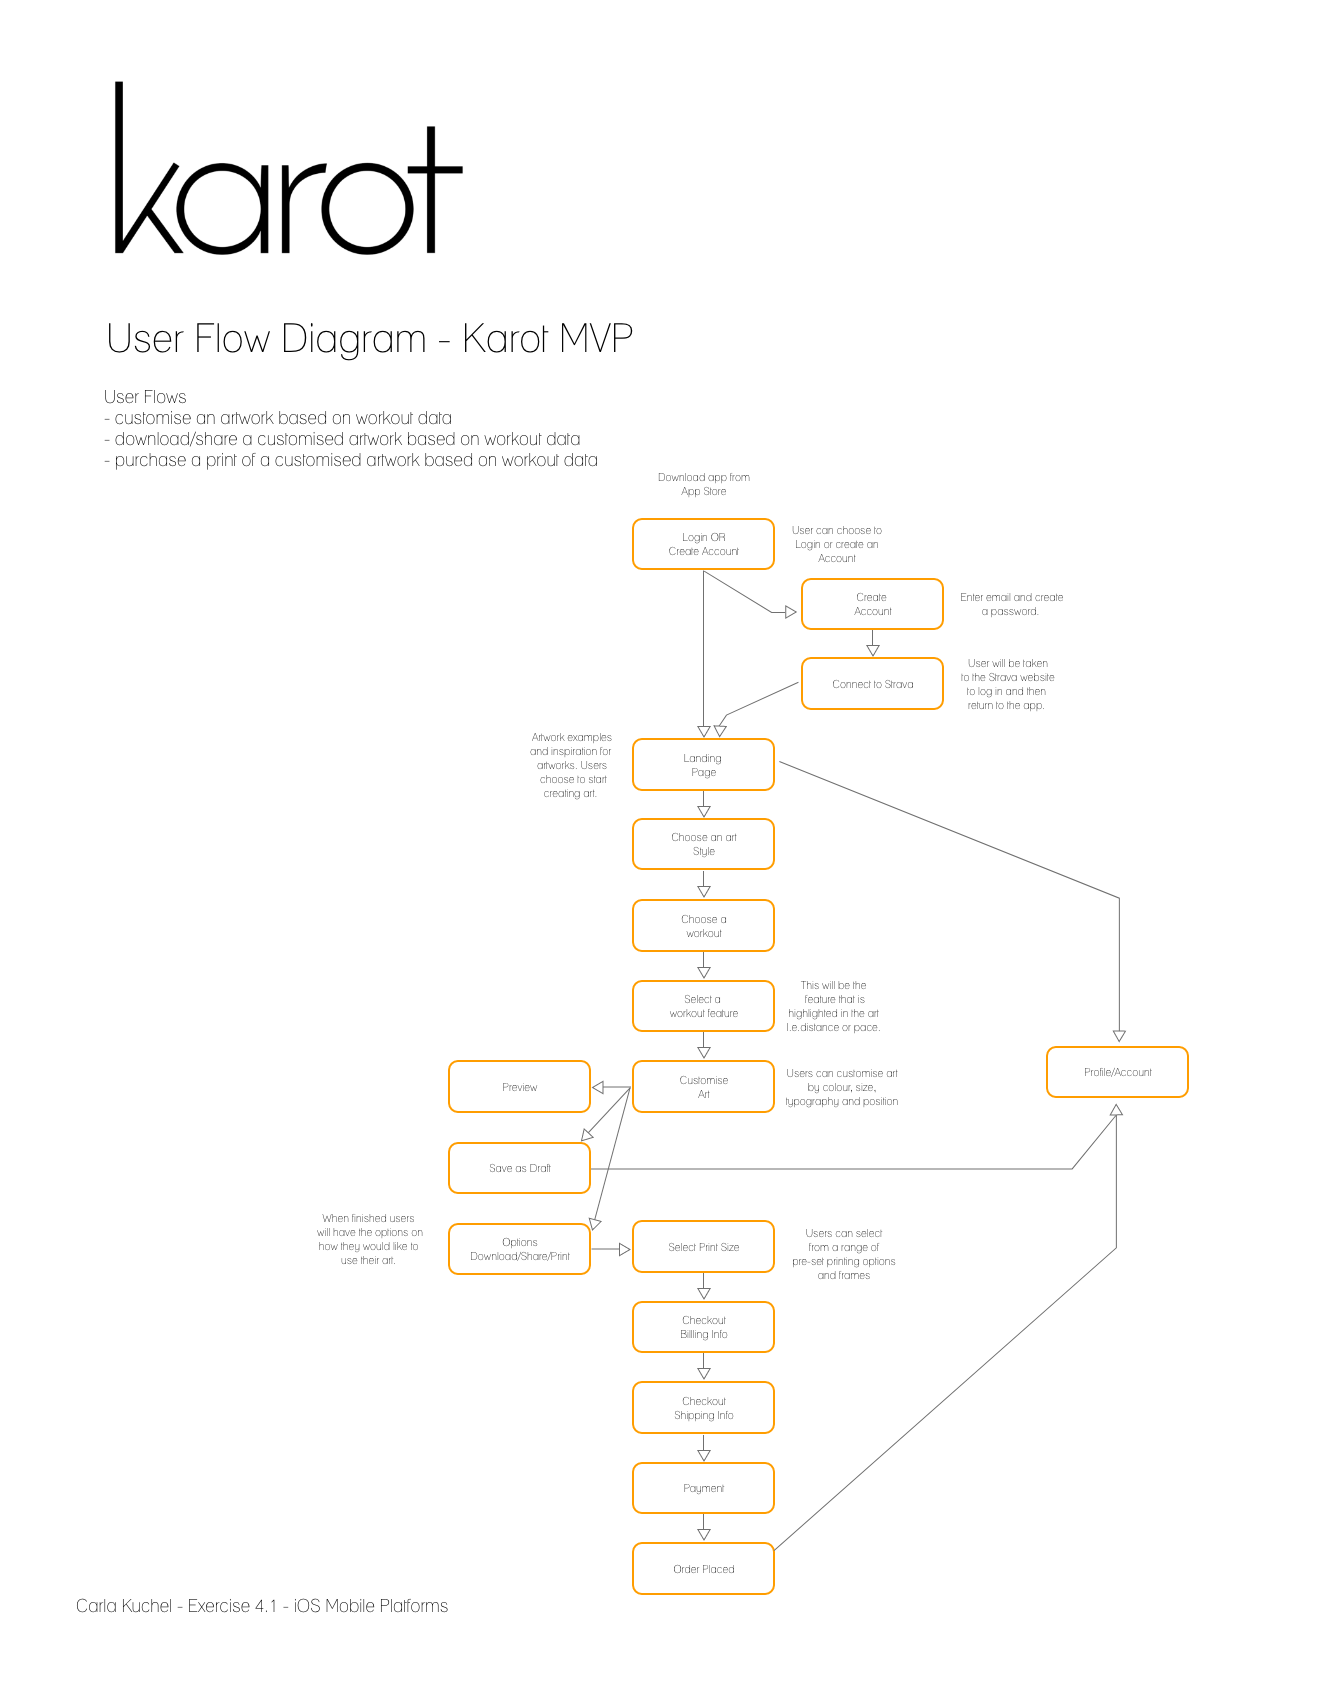 karot
User Flow Diagram - Karot MVP
User Flows
- customise an artwork based on workout data
- download/share a customised artwork based on workout data
- purchase a print of a customised artwork based on workout data
Download app from
App Store
Login OR
Create Account
User can choose to
Login or create an
Account
Create
Account
Enter email and create
a password.
Connect to Strava
User will be taken
to the Strava website
to log in and then
return to the app.
Artwork examples
and inspiration for
artworks. Users
choose to start
creating art.
Landing
Page
Choose an art
Style
Choose a
workout
Select a
workout feature
This will be the
feature that is
highlighted in the art
I.e.distance or pace.
Profile/Account
Preview
Customise
Art
Users can customise art
by colour, size,
typography and position
Save as Draft
When finished users
will have the options on
how they would like to
use their art.
Options
Download/Share/Print
Select Print Size
Users can select
from a range of
pre-set printing options
and frames
Checkout
Billling Info
Checkout
Shipping Info
Payment
Order Placed
Carla Kuchel - Exercise 4.1 - iOS Mobile Platforms